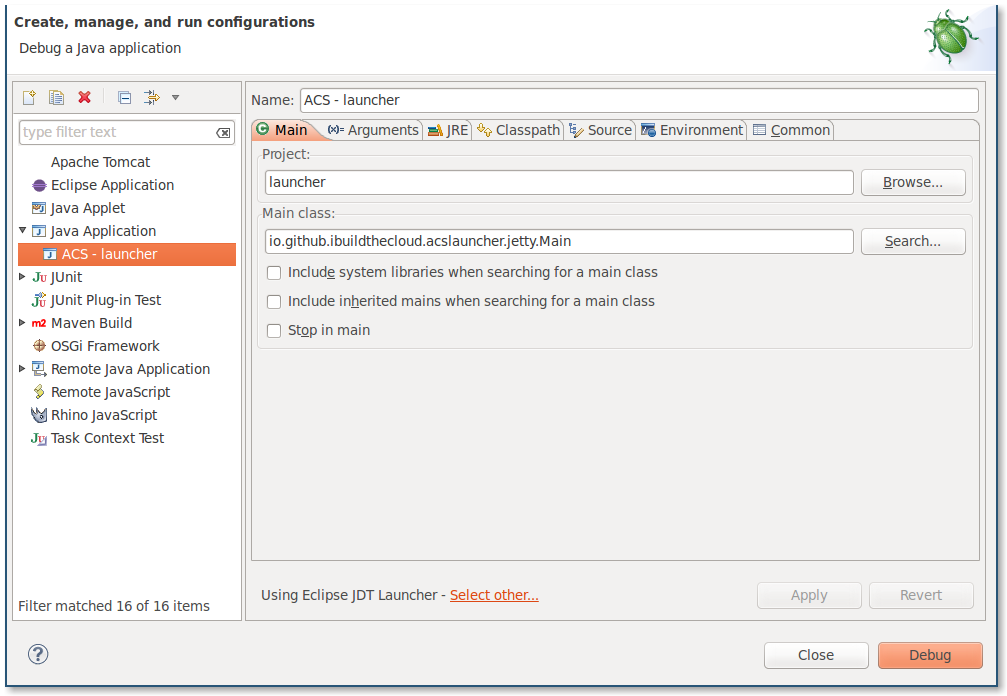 Create, manage, and run configurations
Debug a Java application
type filter text
Apache Tomcat
Eclipse Application
Java Applet
Java Application
ACS - launcher
JUnit
JUnit Plug-in Test
Maven Build
OSGi Framework
Remote Java Application
Remote JavaScript
Rhino JavaScript
Task Context Test
Filter matched 16 of 16 items
Name: ACS - launcher
Main (x)= Arguments JRE Classpath Source Environment Common
Project:
launcher Browse...
Main class:
io.github.ibuildthecloud.acslauncher.jetty.Main Search...
Include system libraries when searching for a main class
Include inherited mains when searching for a main class
Stop in main
Using Eclipse JDT Launcher - Select other... Apply Revert
Close Debug